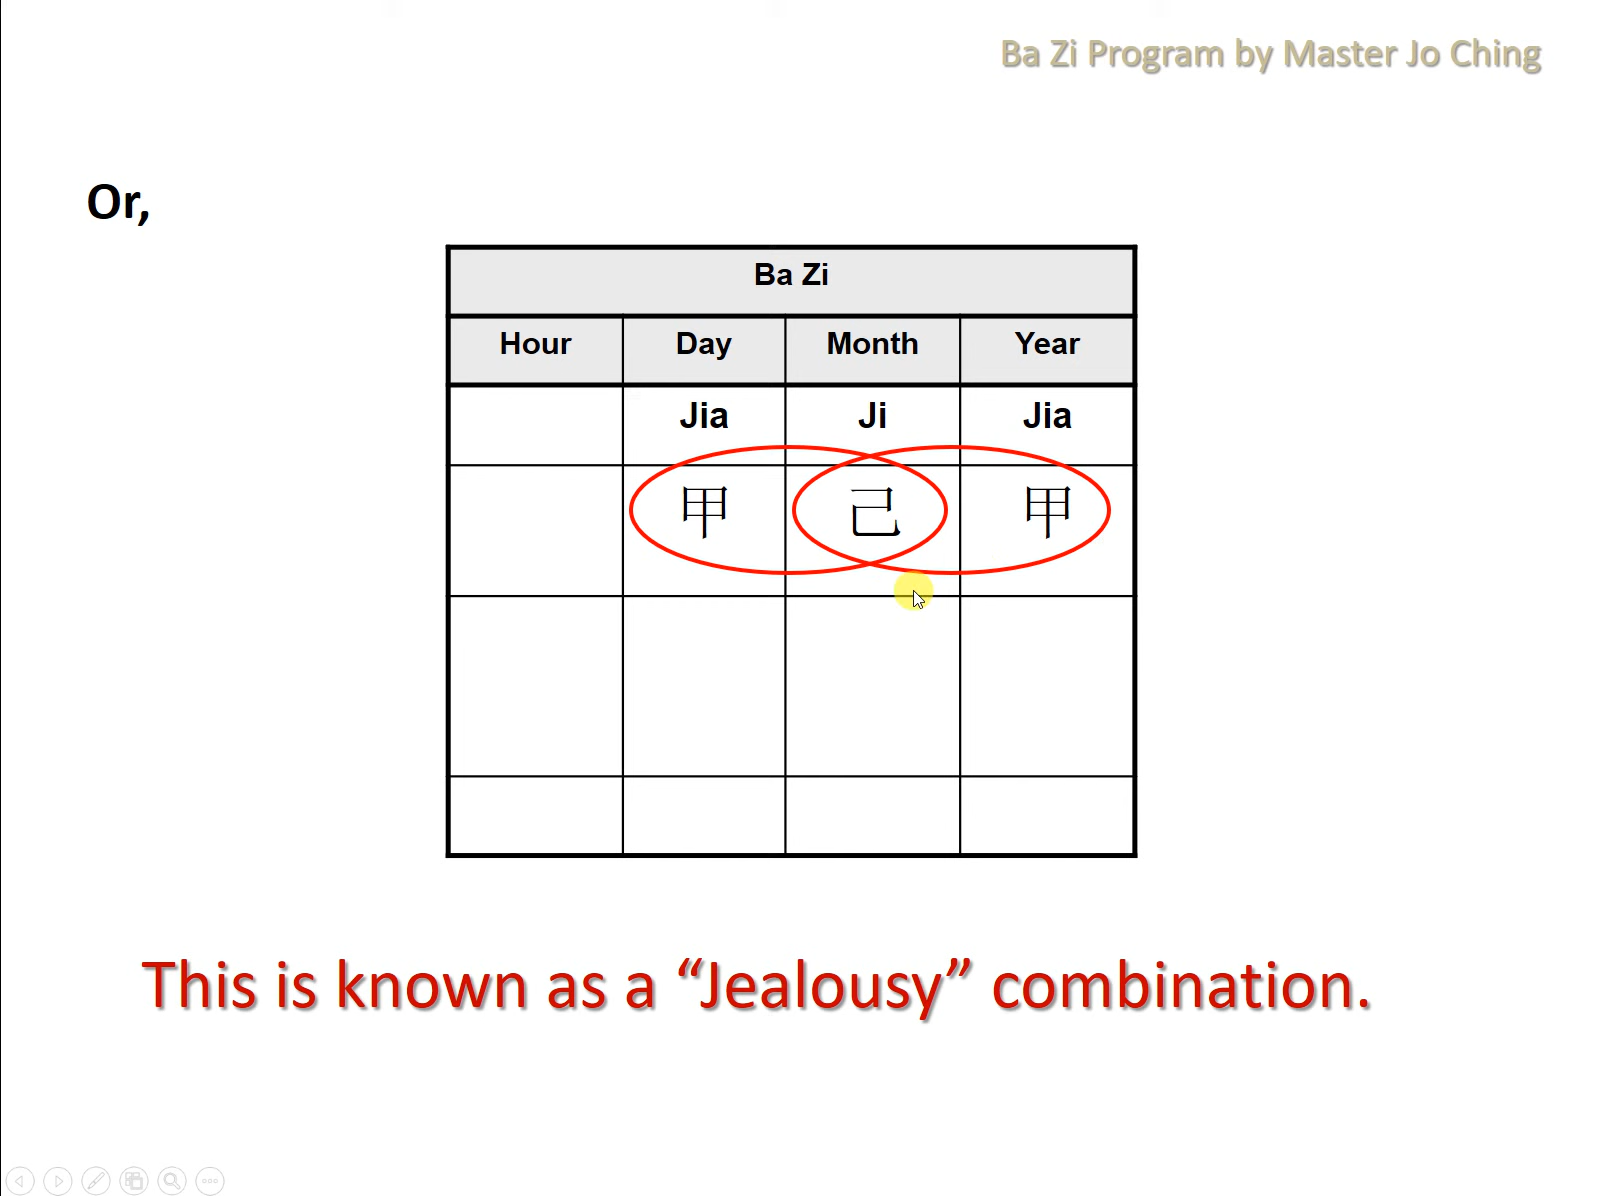 Ba Zi Program by Master Jo Ching
Or,
Ba Zi
Hour Day Month Year
Jia Ji Jia
甲 己 甲
This is known as a “Jealousy” combination.